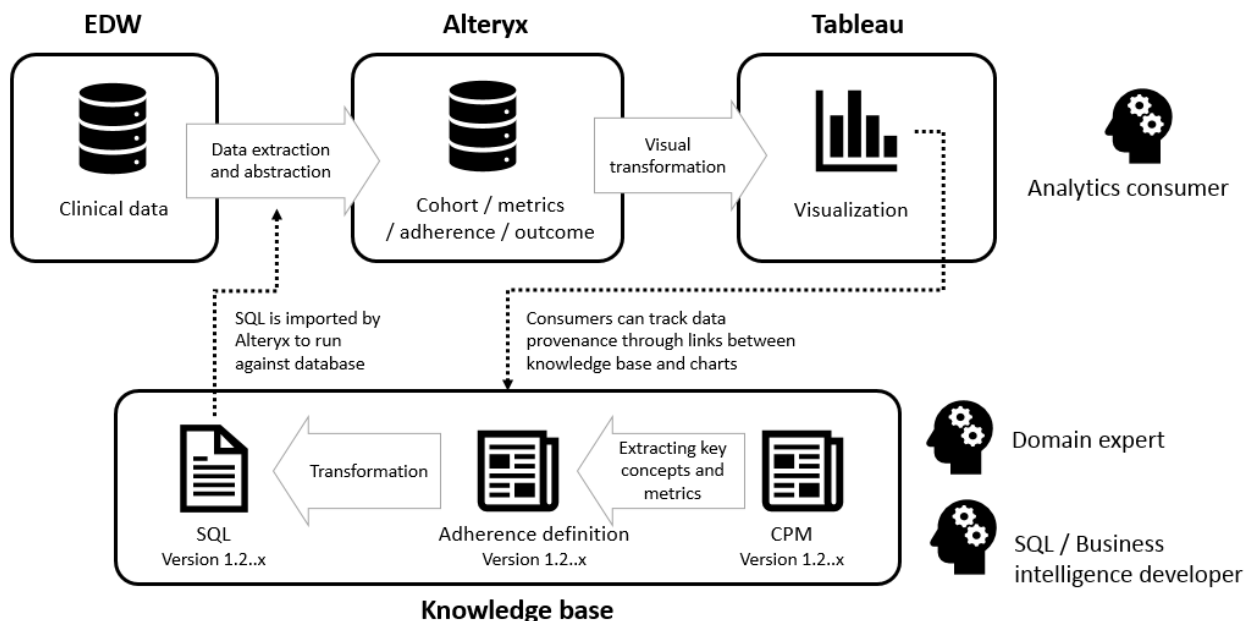 EDW
Alteryx
Tableau
Clinical data
Data extraction
and abstraction
Cohort / metrics
/ adherence / outcome
Visual
transformation
Visualization
Analytics consumer
SQL is imported by
Alteryx to run
against database
Consumers can track data
provenance through links between
knowledge base and charts
SQL
Version 1.2..x
Transformation
Adherence definition
Version 1.2..x
Extracting key
concepts and
metrics
CPM
Version 1.2..x
Domain expert
SQL / Business
intelligence developer
Knowledge base